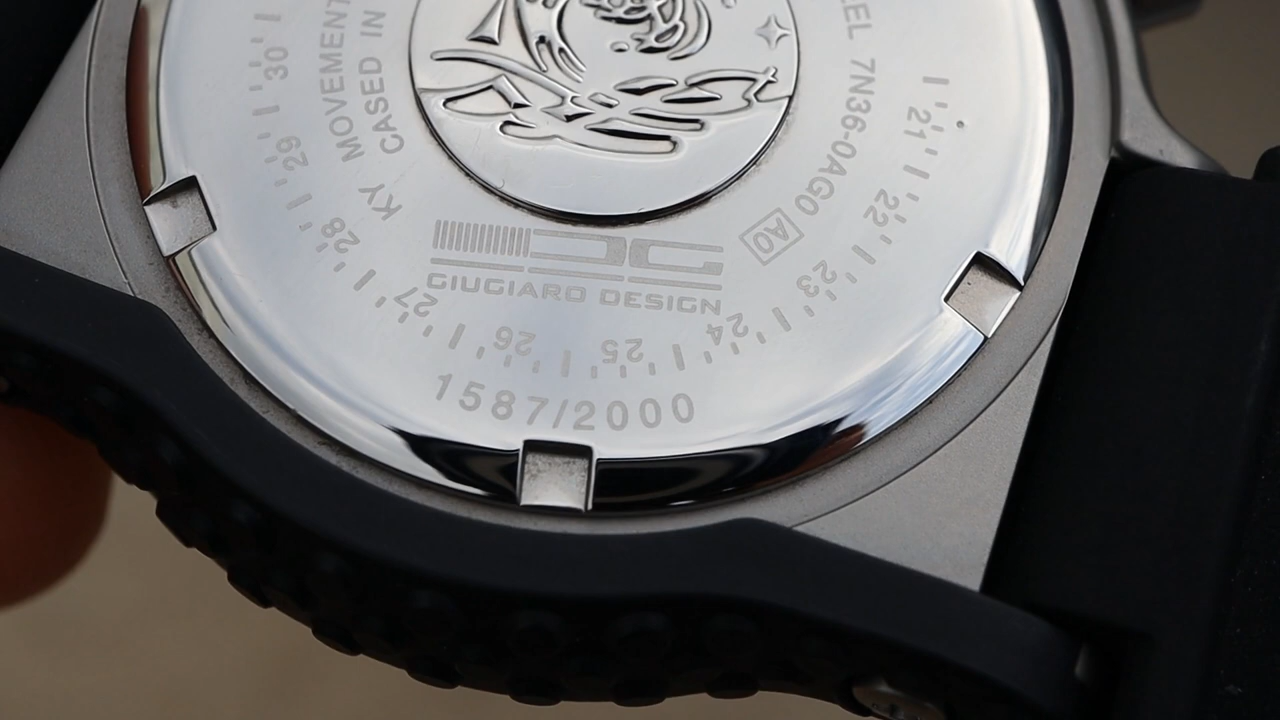 MOVEMENT
CASED IN
KY
EEL 7N36-0AG0 A0
GIUGIARO DESIGN
21
22
23
24
25
26
27
28
29
30
1587/2000